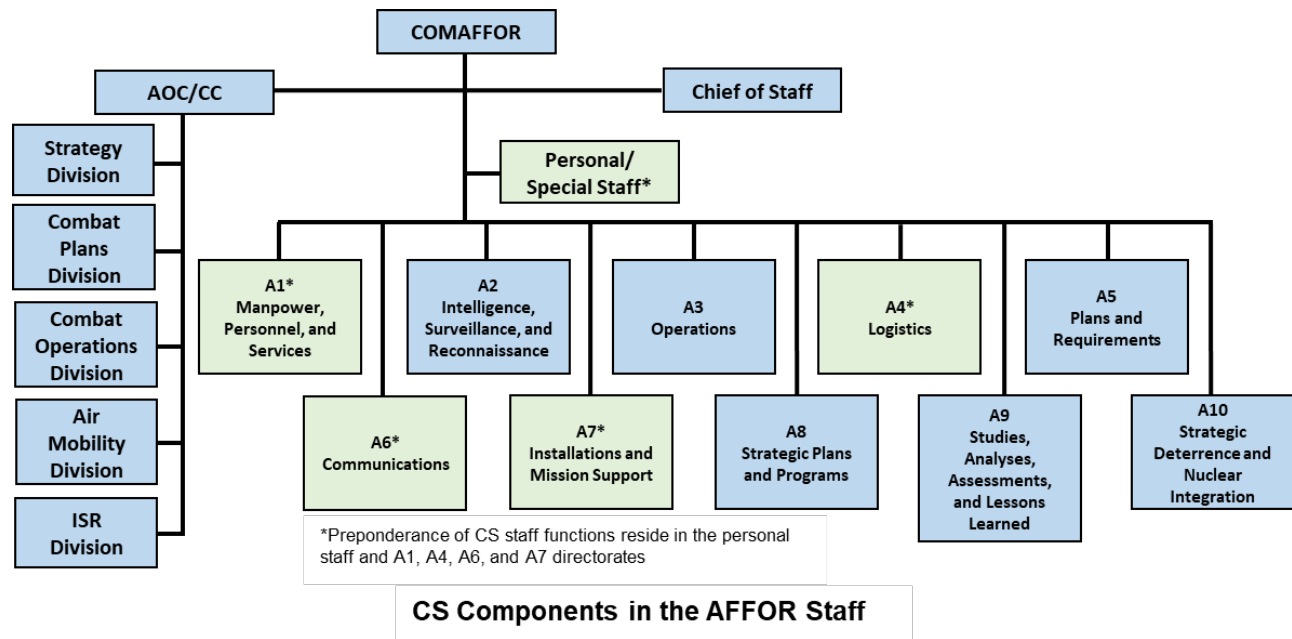 COMAFFOR
AOC/CC
Chief of Staff
Strategy
Division
Combat
Plans
Division
Combat
Operations
Division
Air
Mobility
Division
ISR
Division
Personal/
Special Staff*
A1*
Manpower,
Personnel, and
Services
A2
Intelligence,
Surveillance, and
Reconnaissance
A3
Operations
A4*
Logistics
A5
Plans and
Requirements
A6*
Communications
A7*
Installations and
Mission Support
A8
Strategic Plans
and Programs
A9
Studies,
Analyses,
Assessments,
and Lessons
Learned
A10
Strategic
Deterrence and
Nuclear
Integration
*Preponderance of CS staff functions reside in the personal
staff and A1, A4, A6, and A7 directorates
CS Components in the AFFOR Staff